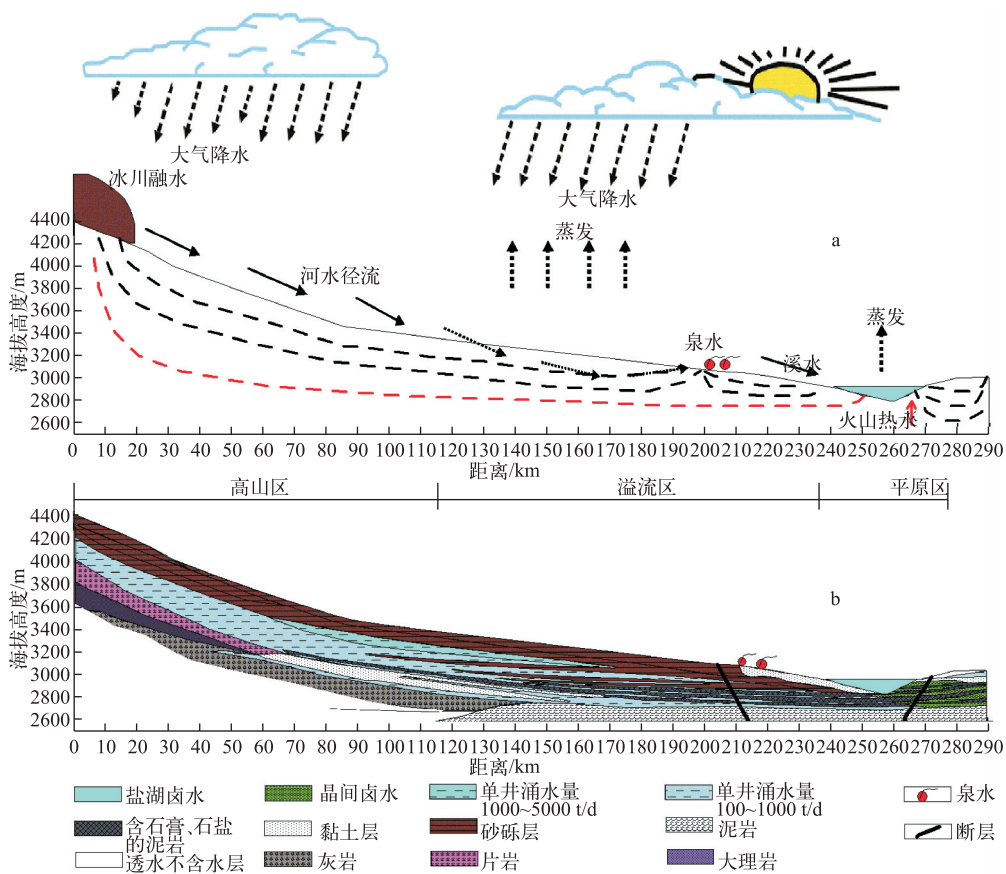 大气降水
冰川融水
大气降水
蒸发
a
河水径流
蒸发
泉水
溪水
火山热水
海拔高度/m
4400
4200
4000
3800
3600
3400
3200
3000
2800
2600
0 10 20 30 40 50 60 70 80 90 100 110 120 130 140 150 160 170 180 190 200 210 220 230 240 250 260 270 280 290
距离/km
高山区 溢流区 平原区
b
海拔高度/m
4400
4200
4000
3800
3600
3400
3200
3000
2800
2600
0 10 20 30 40 50 60 70 80 90 100 110 120 130 140 150 160 170 180 190 200 210 220 230 240 250 260 270 280 290
距离/km
盐湖卤水 晶间卤水 单井涌水量 单井涌水量 泉水
1000~5000 t/d 100~1000 t/d
含石膏、石盐 黏土层 砂砾层 泥岩 断层
的泥岩
透水不含水层 灰岩 片岩 大理岩